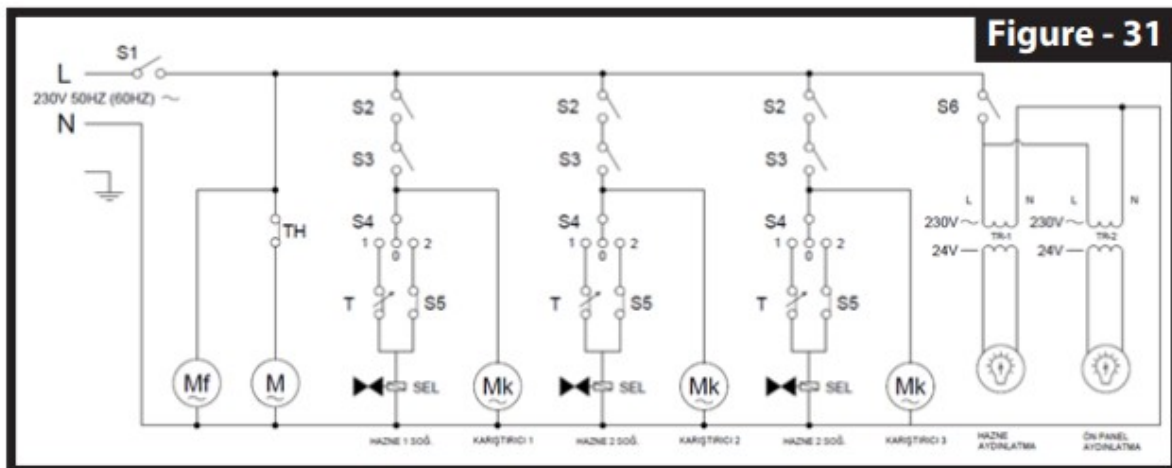 Figure - 31
S1
L
230V 50HZ (60HZ) ~
N
S2 S2 S2 S6
S3 S3 S3
L N L N
TH S4 S4 S4 230V~ 230V~
TR-1 TR-2
1 2 1 2 1 2 24V 24V
0 0 0
T S5 T S5 T S5
Mf M SEL Mk SEL Mk SEL Mk
HAZNE 1 SOĞ. KARIŞTIRICI 1 HAZNE 2 SOĞ. KARIŞTIRICI 2 HAZNE 2 SOĞ. KARIŞTIRICI 3 HAZNE ÖN PANEL
AYDINLATMA AYDINLATMA